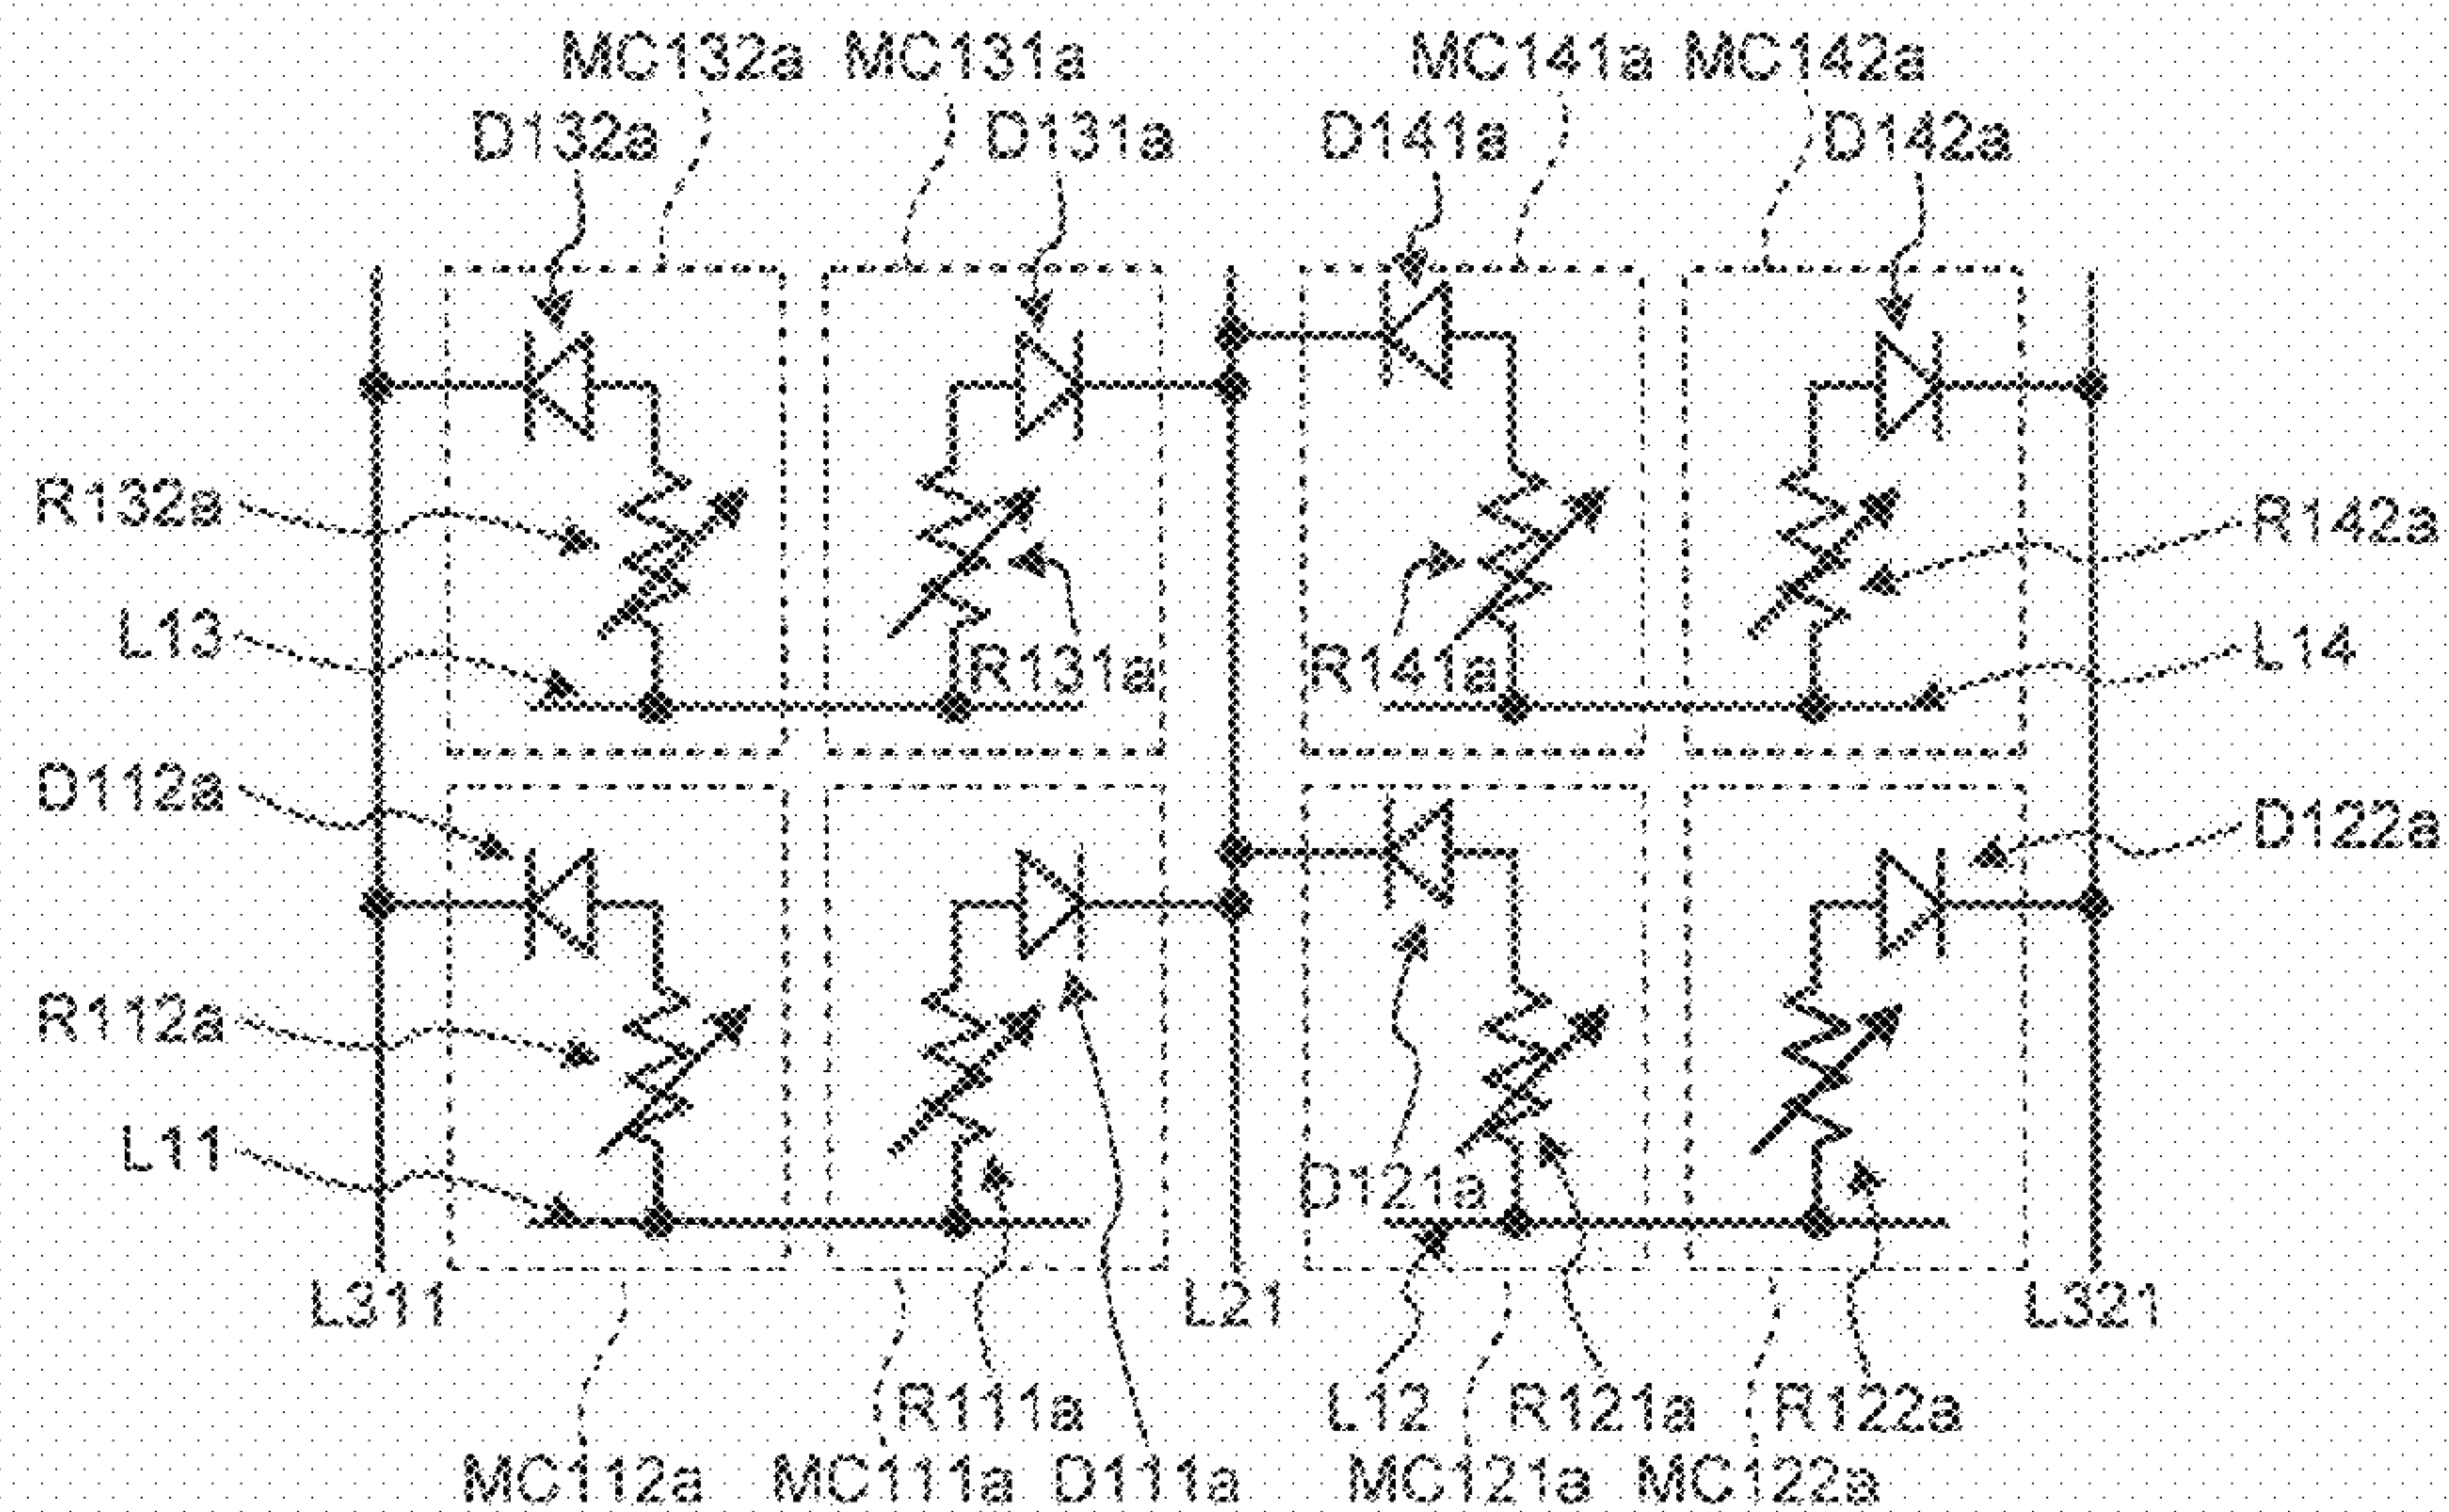 MC132a MC131a MC141a MC142a
D132a D131a D141a D142a
R132a R142a
L13 R131a R141a L14
D112a D122a
R112a
L11 D121a
L311 L21 L321
R111a L12 R121a R122a
MC112a MC111a D111a MC121a MC122a